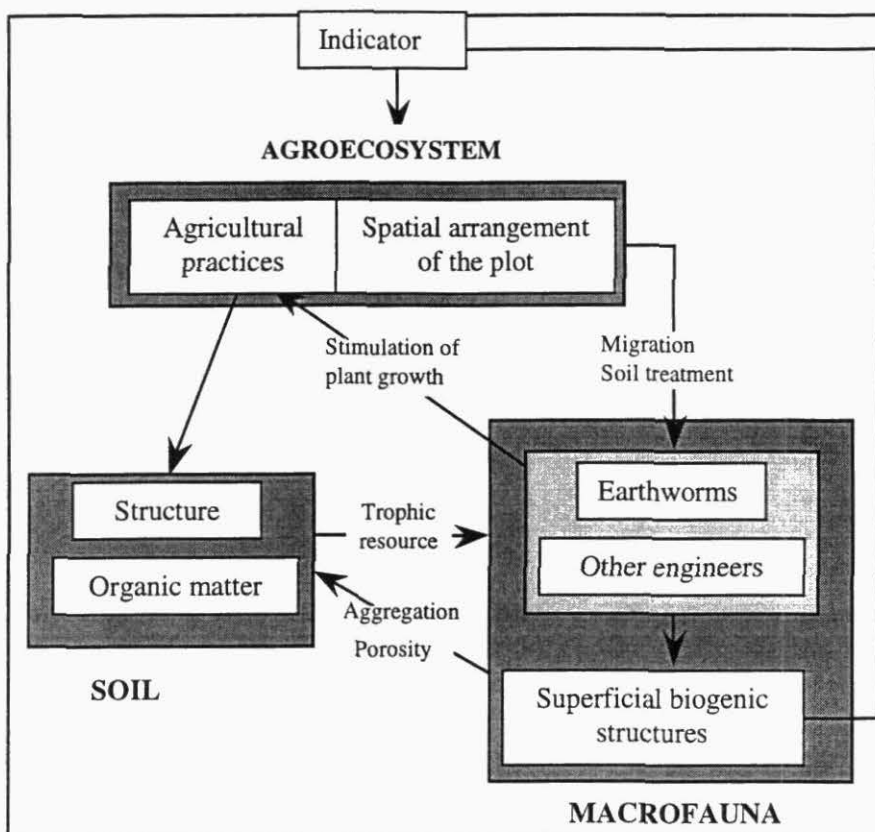 Indicator
AGROECOSYSTEM
Agricultural
practices
Spatial arrangement
of the plot
Stimulation of
plant growth
Migration
Soil treatment
Structure
Organic matter
SOIL
Trophic
resource
Aggregation
Porosity
Earthworms
Other engineers
Superficial biogenic
structures
MACROFAUNA